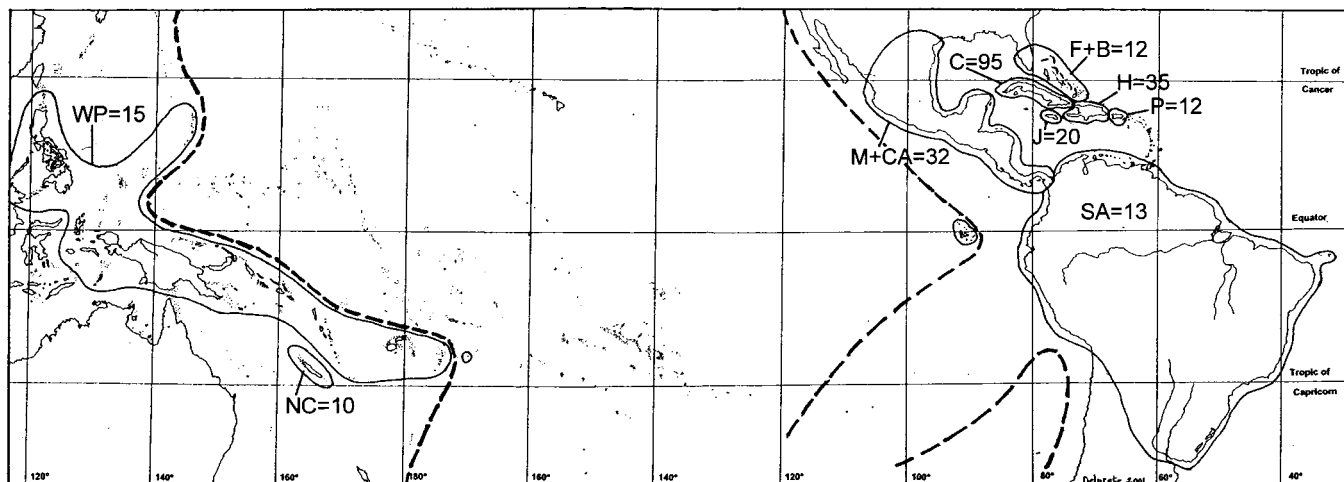 F+B=12
C=95
H=35
Tropic of
Cancer
WP=15
P=12
J=20
M+CA=32
SA=13
Equator
Tropic of
Capricorn
NC=10
120° 140° 160° 180° 160° 140° 120° 100° 80° 60° 40°